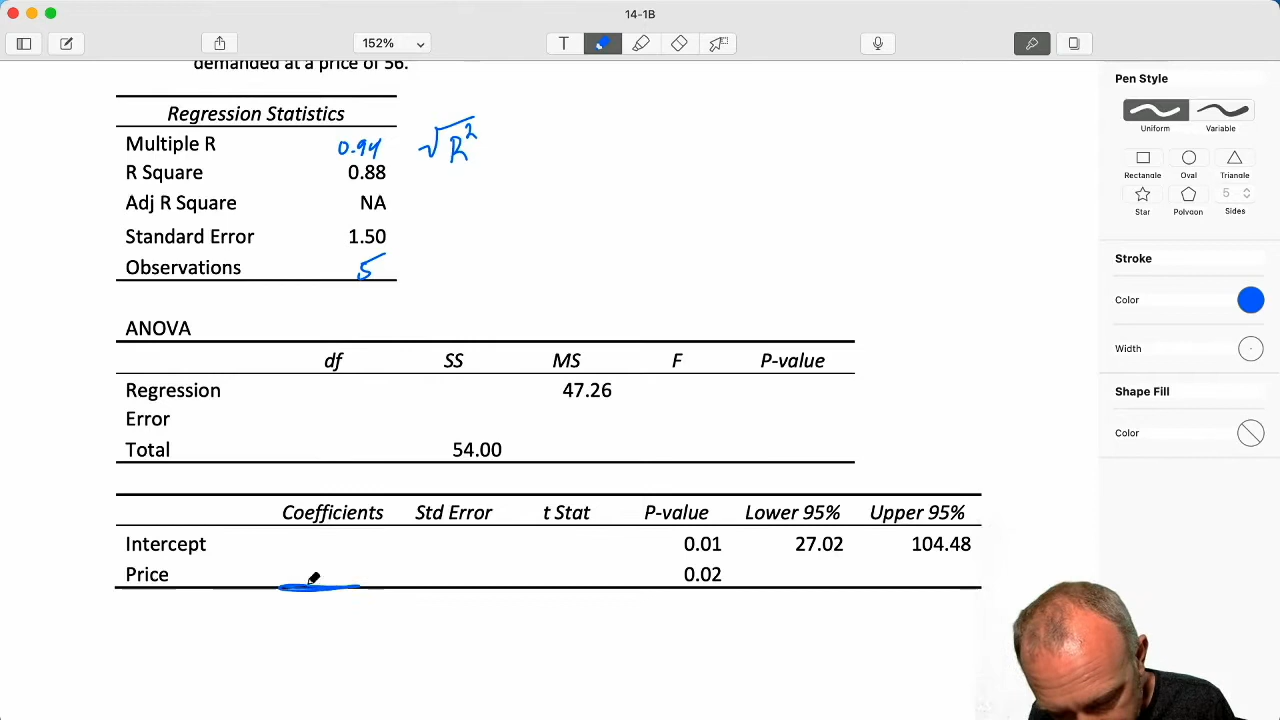 14-1B
152%
T
Pen Style
Uniform Variable
Rectangle Oval Triangle
Star Polygon Sides
5
Stroke
Color
Width
Shape Fill
Color
demanded at a price of 56.
Regression Statistics
Multiple R 0.94 √R²
R Square 0.88
Adj R Square NA
Standard Error 1.50
Observations 5
ANOVA
df SS MS F P-value
Regression 47.26
Error
Total 54.00
Coefficients Std Error t Stat P-value Lower 95% Upper 95%
Intercept 0.01 27.02 104.48
Price 0.02